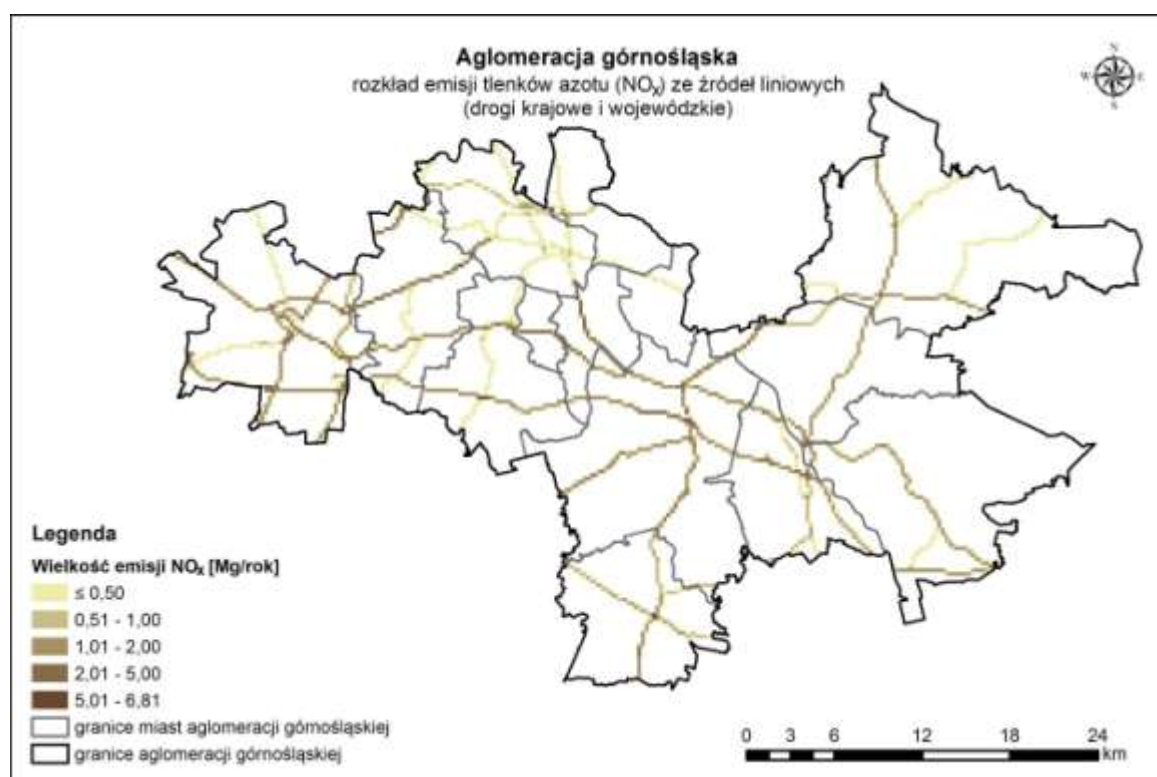 Aglomeracja górnośląska
rozkład emisji tlenków azotu (NOx) ze źródeł liniowych
(drogi krajowe i wojewódzkie)
N
W E
S
Legenda
Wielkość emisji NOx [Mg/rok]
≤ 0,50
0,51 - 1,00
1,01 - 2,00
2,01 - 5,00
5,01 - 6,81
granice miast aglomeracji górnośląskiej
granice aglomeracji górnośląskiej
0 3 6 12 18 24
km